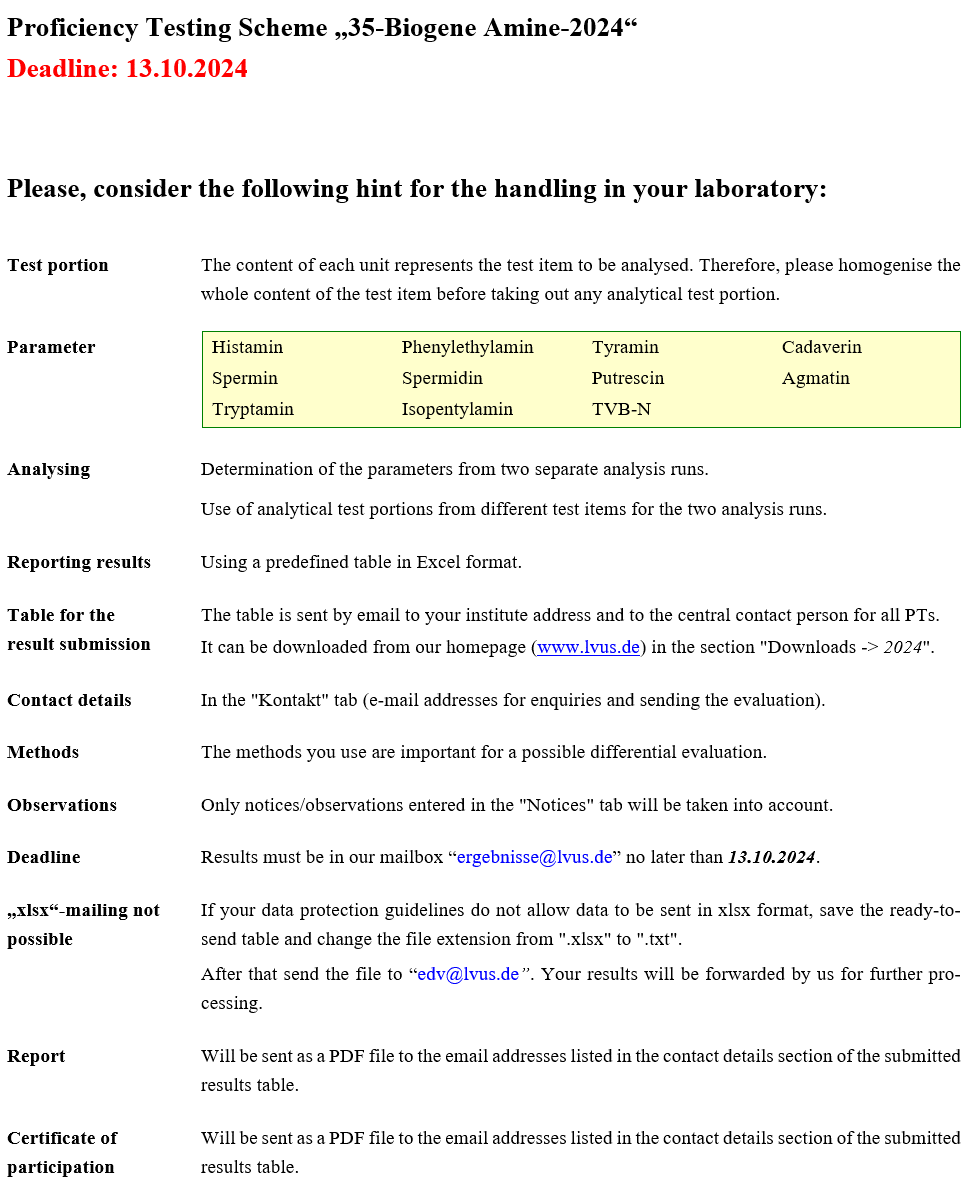 Proficiency Testing Scheme „35-Biogene Amine-2024“
Deadline: 13.10.2024
Please, consider the following hint for the handling in your laboratory:
Test portion The content of each unit represents the test item to be analysed. Therefore, please homogenise the
whole content of the test item before taking out any analytical test portion.
Parameter Histamin Phenylethylamin Tyramin Cadaverin
Spermin Spermidin Putrescin Agmatin
Tryptamin Isopentylamin TVB-N
Analysing Determination of the parameters from two separate analysis runs.
Use of analytical test portions from different test items for the two analysis runs.
Reporting results Using a predefined table in Excel format.
Table for the The table is sent by email to your institute address and to the central contact person for all PTs.
result submission It can be downloaded from our homepage (www.lvus.de) in the section "Downloads -> 2024".
Contact details In the "Kontakt" tab (e-mail addresses for enquiries and sending the evaluation).
Methods The methods you use are important for a possible differential evaluation.
Observations Only notices/observations entered in the "Notices" tab will be taken into account.
Deadline Results must be in our mailbox “ergebnisse@lvus.de” no later than 13.10.2024.
„xlsx“-mailing not If your data protection guidelines do not allow data to be sent in xlsx format, save the ready-to-
possible send table and change the file extension from ".xlsx" to ".txt".
After that send the file to “edv@lvus.de”. Your results will be forwarded by us for further pro-
cessing.
Report Will be sent as a PDF file to the email addresses listed in the contact details section of the submitted
results table.
Certificate of Will be sent as a PDF file to the email addresses listed in the contact details section of the submitted
participation results table.